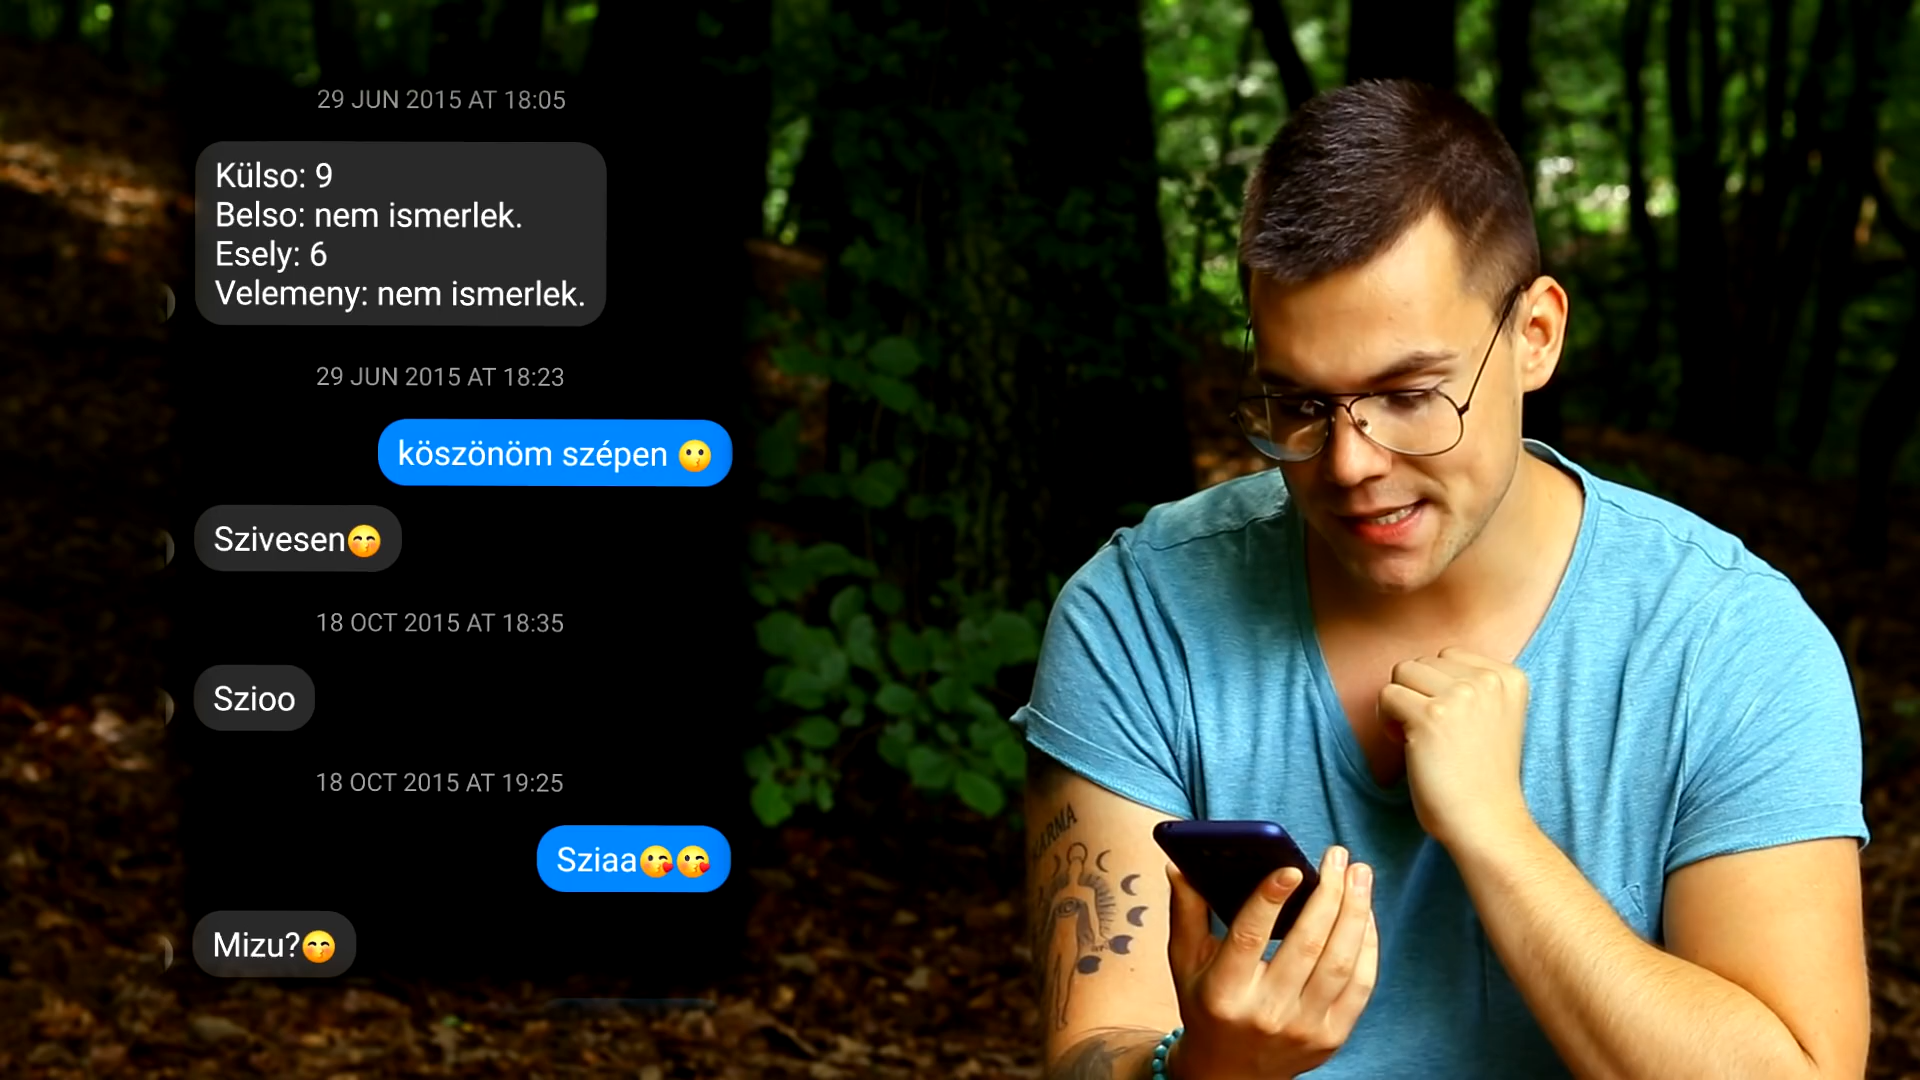 29 JUN 2015 AT 18:05
Külso: 9
Belso: nem ismerlek.
Esely: 6
Velemeny: nem ismerlek.
29 JUN 2015 AT 18:23
köszönöm szépen 😗
Szivesen😙
18 OCT 2015 AT 18:35
Szioo
18 OCT 2015 AT 19:25
Sziaa😘😘
Mizu?😙
KARMA